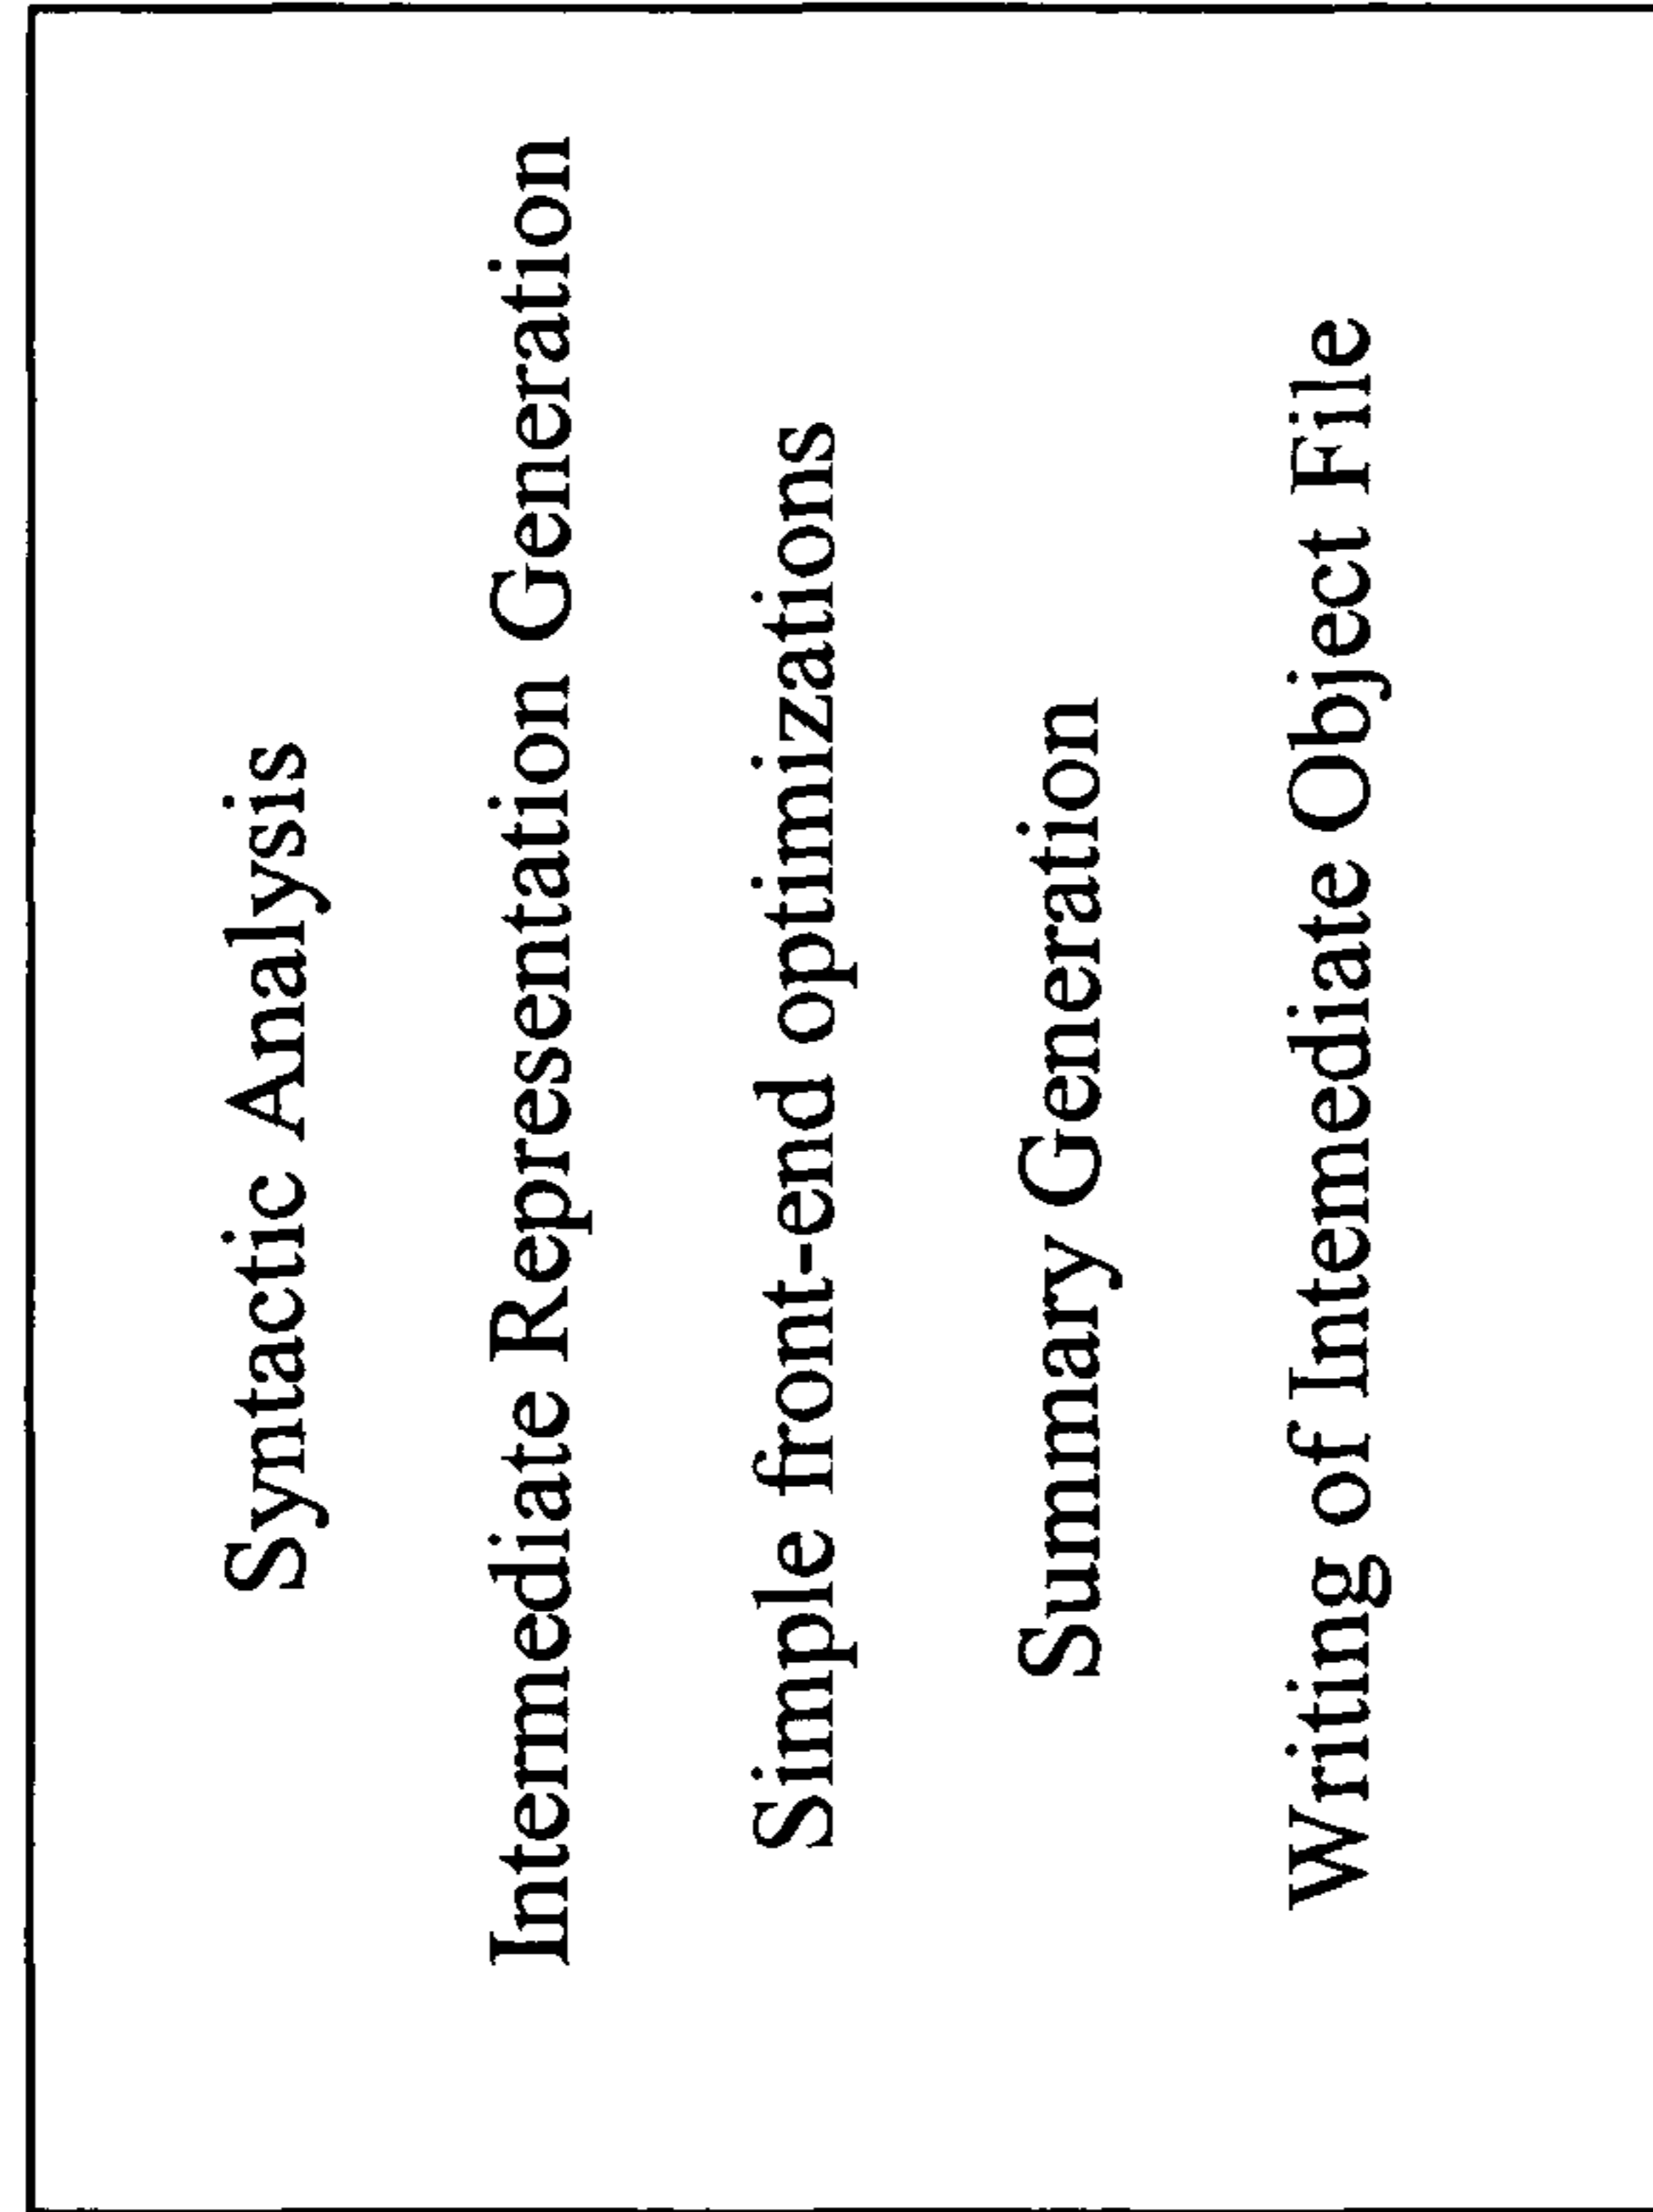 Syntactic Analysis
Intermediate Representation Generation
Simple front-end optimizations
Summary Generation
Writing of Intemediate Object File